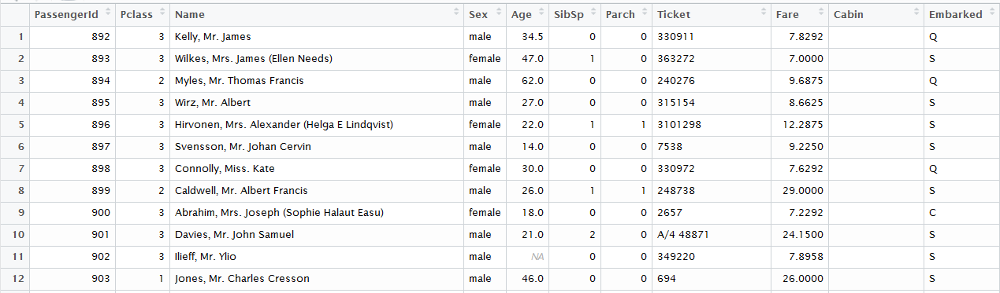 PassengerId Pclass Name Sex Age SibSp Parch Ticket Fare Cabin Embarked
1 892 3 Kelly, Mr. James male 34.5 0 0 330911 7.8292 Q
2 893 3 Wilkes, Mrs. James (Ellen Needs) female 47.0 1 0 363272 7.0000 S
3 894 2 Myles, Mr. Thomas Francis male 62.0 0 0 240276 9.6875 Q
4 895 3 Wirz, Mr. Albert male 27.0 0 0 315154 8.6625 S
5 896 3 Hirvonen, Mrs. Alexander (Helga E Lindqvist) female 22.0 1 1 3101298 12.2875 S
6 897 3 Svensson, Mr. Johan Cervin male 14.0 0 0 7538 9.2250 S
7 898 3 Connolly, Miss. Kate female 30.0 0 0 330972 7.6292 Q
8 899 2 Caldwell, Mr. Albert Francis male 26.0 1 1 248738 29.0000 S
9 900 3 Abrahim, Mrs. Joseph (Sophie Halaut Easu) female 18.0 0 0 2657 7.2292 C
10 901 3 Davies, Mr. John Samuel male 21.0 2 0 A/4 48871 24.1500 S
11 902 3 Ilieff, Mr. Ylio male NA 0 0 349220 7.8958 S
12 903 1 Jones, Mr. Charles Cresson male 46.0 0 0 694 26.0000 S